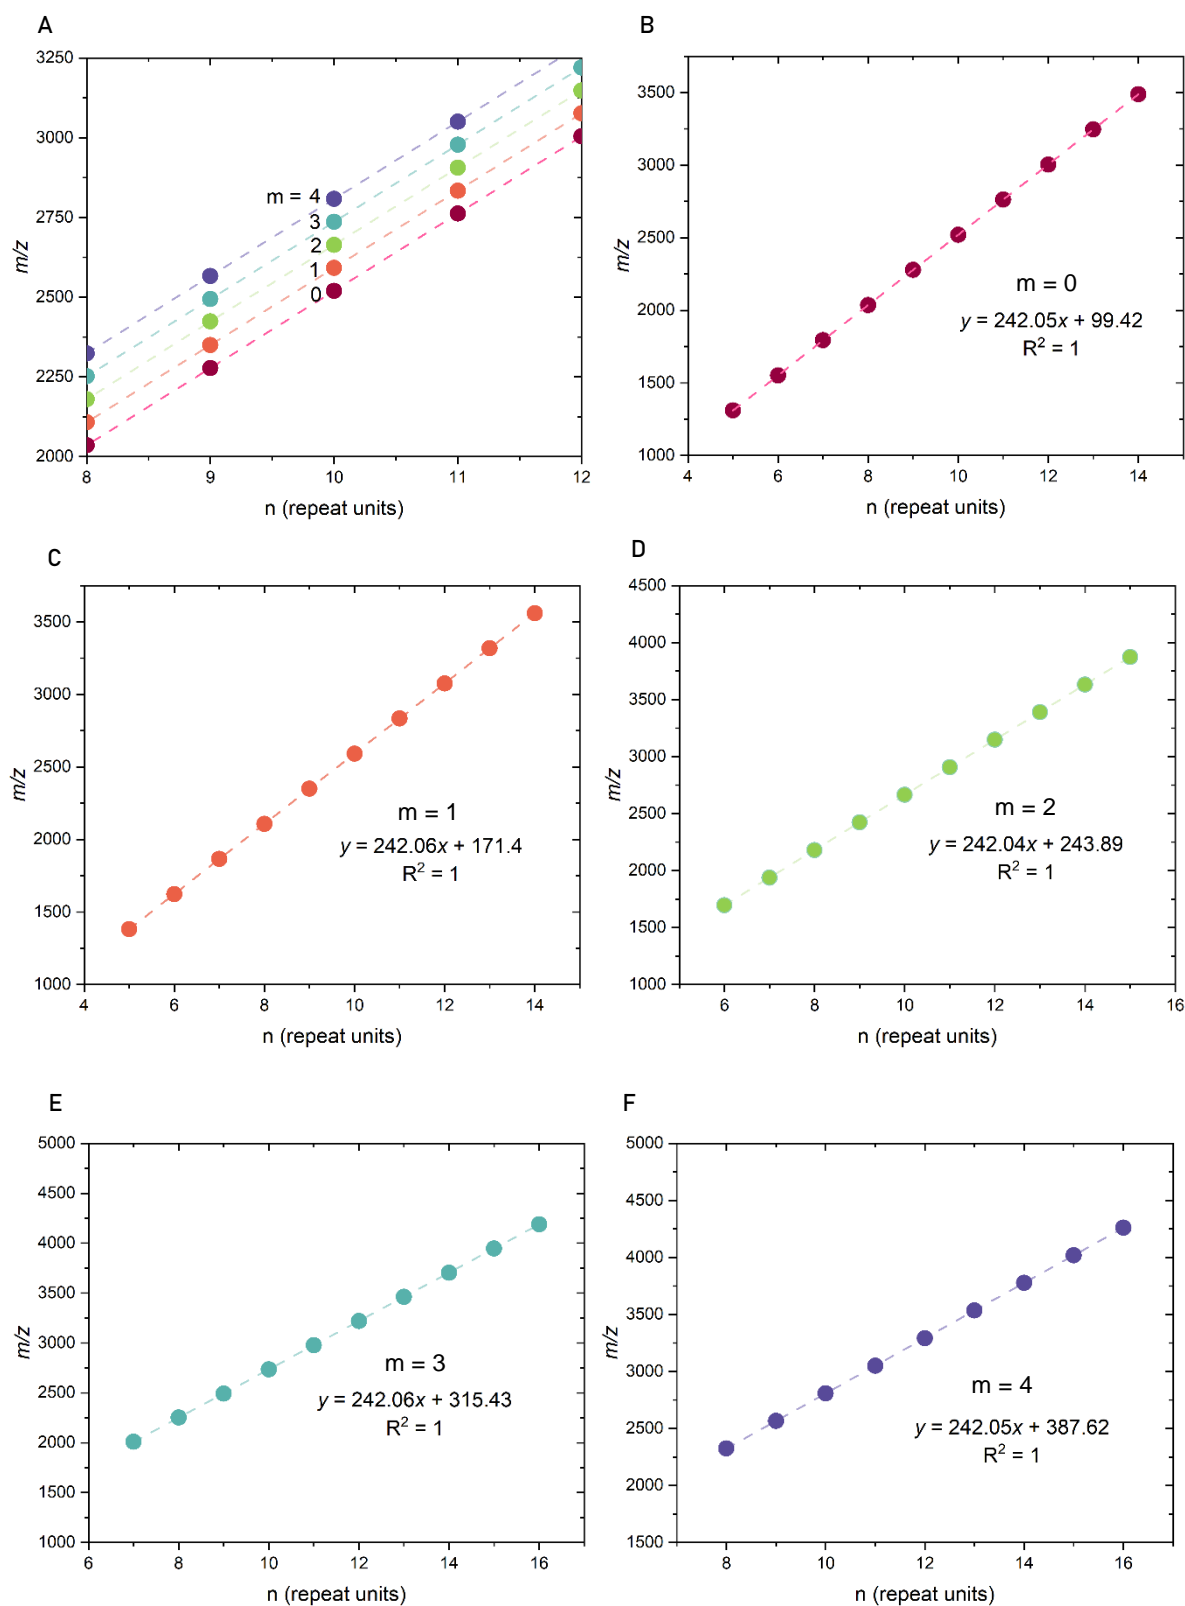 A
3250
3000
2750
2500
2250
2000
m/z
m = 4
3
2
1
0
8 9 10 11 12
n (repeat units)
B
3500
3000
2500
2000
1500
1000
m/z
m = 0
y = 242.05x + 99.42
R² = 1
4 6 8 10 12 14
n (repeat units)
C
3500
3000
2500
2000
1500
1000
m/z
m = 1
y = 242.06x + 171.4
R² = 1
4 6 8 10 12 14
n (repeat units)
D
4500
4000
3500
3000
2500
2000
1500
1000
m/z
m = 2
y = 242.04x + 243.89
R² = 1
6 8 10 12 14 16
n (repeat units)
E
5000
4500
4000
3500
3000
2500
2000
1500
1000
m/z
m = 3
y = 242.06x + 315.43
R² = 1
6 8 10 12 14 16
n (repeat units)
F
5000
4500
4000
3500
3000
2500
2000
1500
m/z
m = 4
y = 242.05x + 387.62
R² = 1
8 10 12 14 16
n (repeat units)